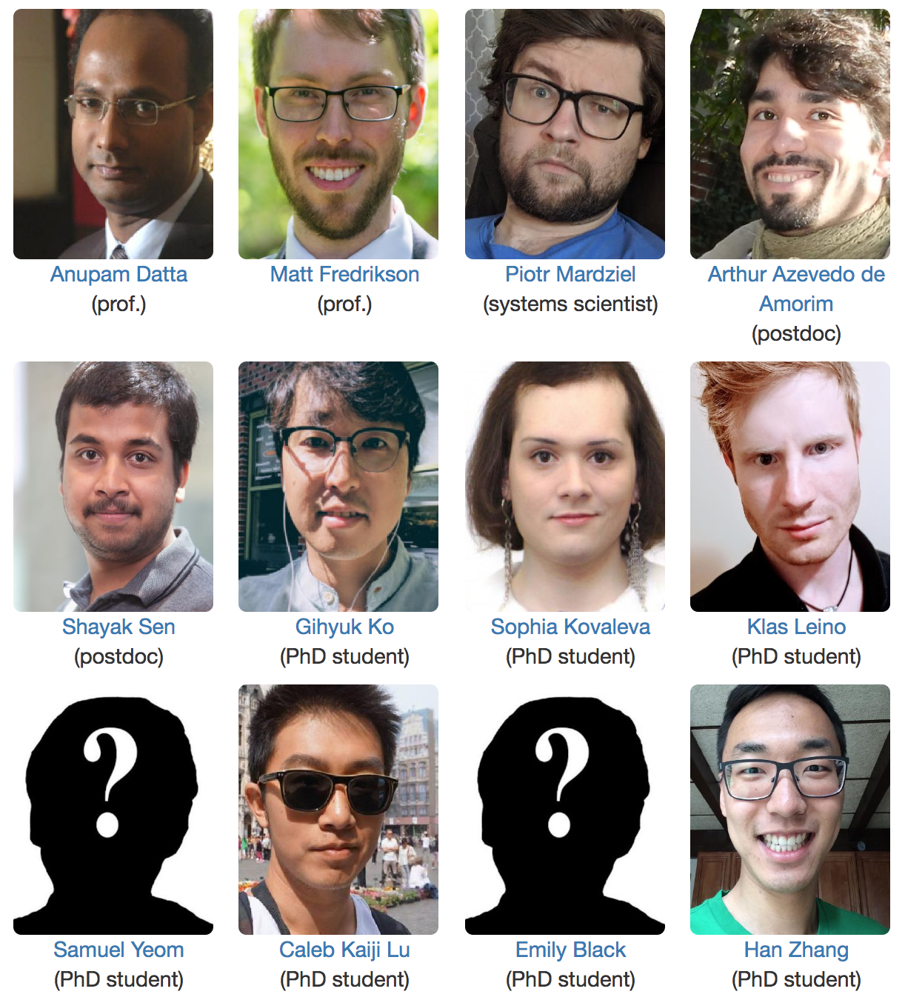 Anupam Datta
(prof.)
Matt Fredrikson
(prof.)
Piotr Mardziel
(systems scientist)
Arthur Azevedo de
Amorim
(postdoc)
Shayak Sen
(postdoc)
Gihyuk Ko
(PhD student)
Sophia Kovaleva
(PhD student)
Klas Leino
(PhD student)
?
Samuel Yeom
(PhD student)
Caleb Kaiji Lu
(PhD student)
?
Emily Black
(PhD student)
Han Zhang
(PhD student)